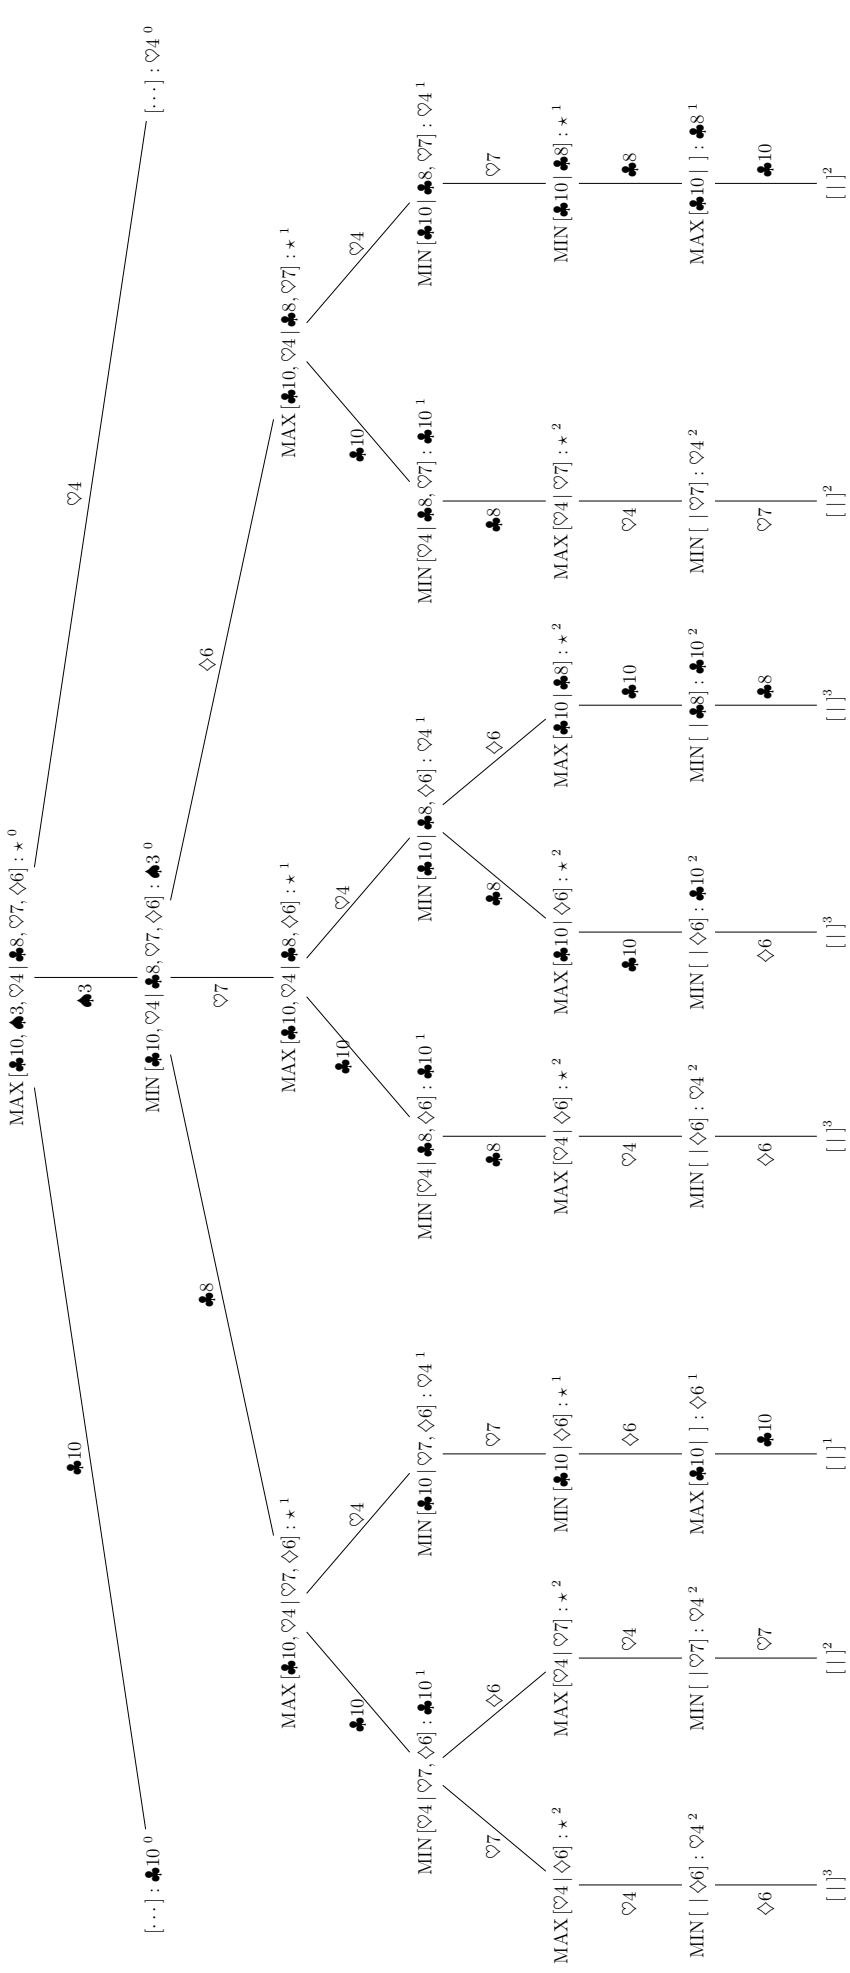 MAX [♣10, ♠3, ♡4 | ♣8, ♡7, ♢6] : ⋆ ⁰
♣10 ♠3 ♡4
[⋯] : ♣10 ⁰ MIN [♣10, ♡4 | ♣8, ♡7, ♢6] : ♠3 ⁰ [⋯] : ♡4 ⁰
♣8 ♡7 ♢6
MAX [♣10, ♡4 | ♡7, ♢6] : ⋆ ¹ MAX [♣10, ♡4 | ♣8, ♢6] : ⋆ ¹ MAX [♣10, ♡4 | ♣8, ♡7] : ⋆ ¹
♣10 ♡4 ♣10 ♡4 ♣10 ♡4
MIN [♡4 | ♡7, ♢6] : ♣10 ¹ MIN [♣10 | ♡7, ♢6] : ♡4 ¹ MIN [♡4 | ♣8, ♢6] : ♣10 ¹ MIN [♣10 | ♣8, ♢6] : ♡4 ¹ MIN [♡4 | ♣8, ♡7] : ♣10 ¹ MIN [♣10 | ♣8, ♡7] : ♡4 ¹
♡7 ♢6 ♡7 ♣8 ♣8 ♢6 ♣8 ♡7
MAX [♡4 | ♢6] : ⋆ ² MAX [♡4 | ♡7] : ⋆ ² MIN [♣10 | ♢6] : ⋆ ¹ MAX [♡4 | ♢6] : ⋆ ² MAX [♣10 | ♢6] : ⋆ ² MAX [♣10 | ♣8] : ⋆ ² MAX [♡4 | ♡7] : ⋆ ² MIN [♣10 | ♣8] : ⋆ ¹
♡4 ♡4 ♢6 ♡4 ♣10 ♣10 ♡4 ♣8
MIN [ | ♢6] : ♡4 ² MIN [ | ♡7] : ♡4 ² MAX [♣10 | ] : ♢6 ¹ MIN [ | ♢6] : ♡4 ² MIN [ | ♢6] : ♣10 ² MIN [ | ♣8] : ♣10 ² MIN [ | ♡7] : ♡4 ² MAX [♣10 | ] : ♣8 ¹
♢6 ♡7 ♣10 ♢6 ♢6 ♣8 ♡7 ♣10
[ | ]³ [ | ]² [ | ]¹ [ | ]³ [ | ]³ [ | ]³ [ | ]² [ | ]²